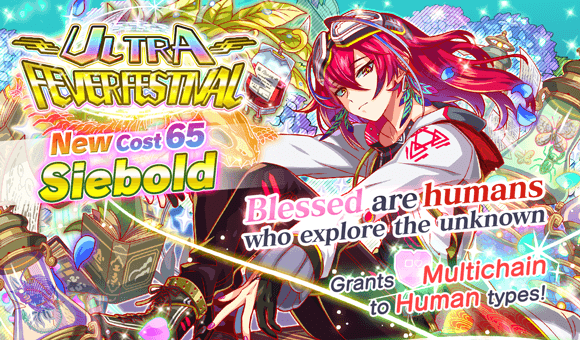 ULTRA
FEVERFESTIVAL
New Cost 65
Siebold
Blessed are humans
who explore the unknown
Grants Multichain
to Human types!